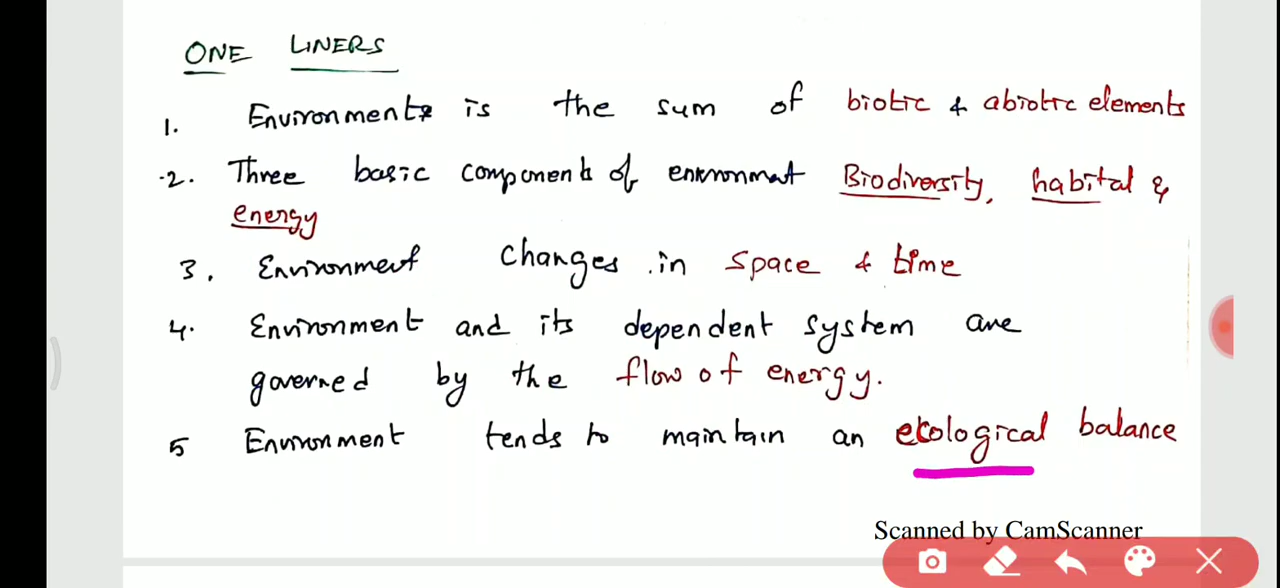 ONE LINERS
1. Environment is the sum of biotic & abiotic elements
2. Three basic components of environment Biodiversity, habital &
energy
3. Environment changes in space & time
4. Environment and its dependent system are
governed by the flow of energy.
5 Environment tends to maintain an ecological balance
Scanned by CamScanner